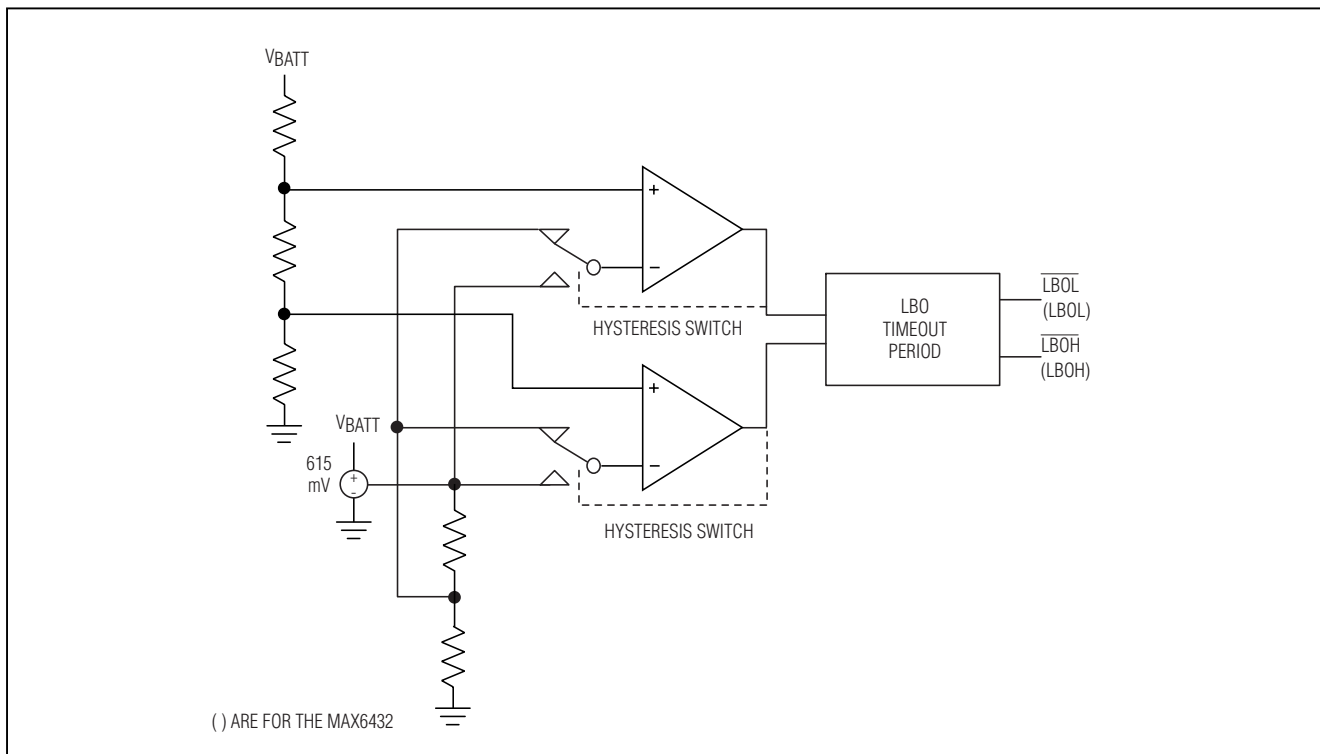 VBATT
+
−
HYSTERESIS SWITCH
LBO
TIMEOUT
PERIOD
LBOL
(LBOL)
LBOH
(LBOH)
+
−
HYSTERESIS SWITCH
VBATT
615
mV
+
-
( ) ARE FOR THE MAX6432